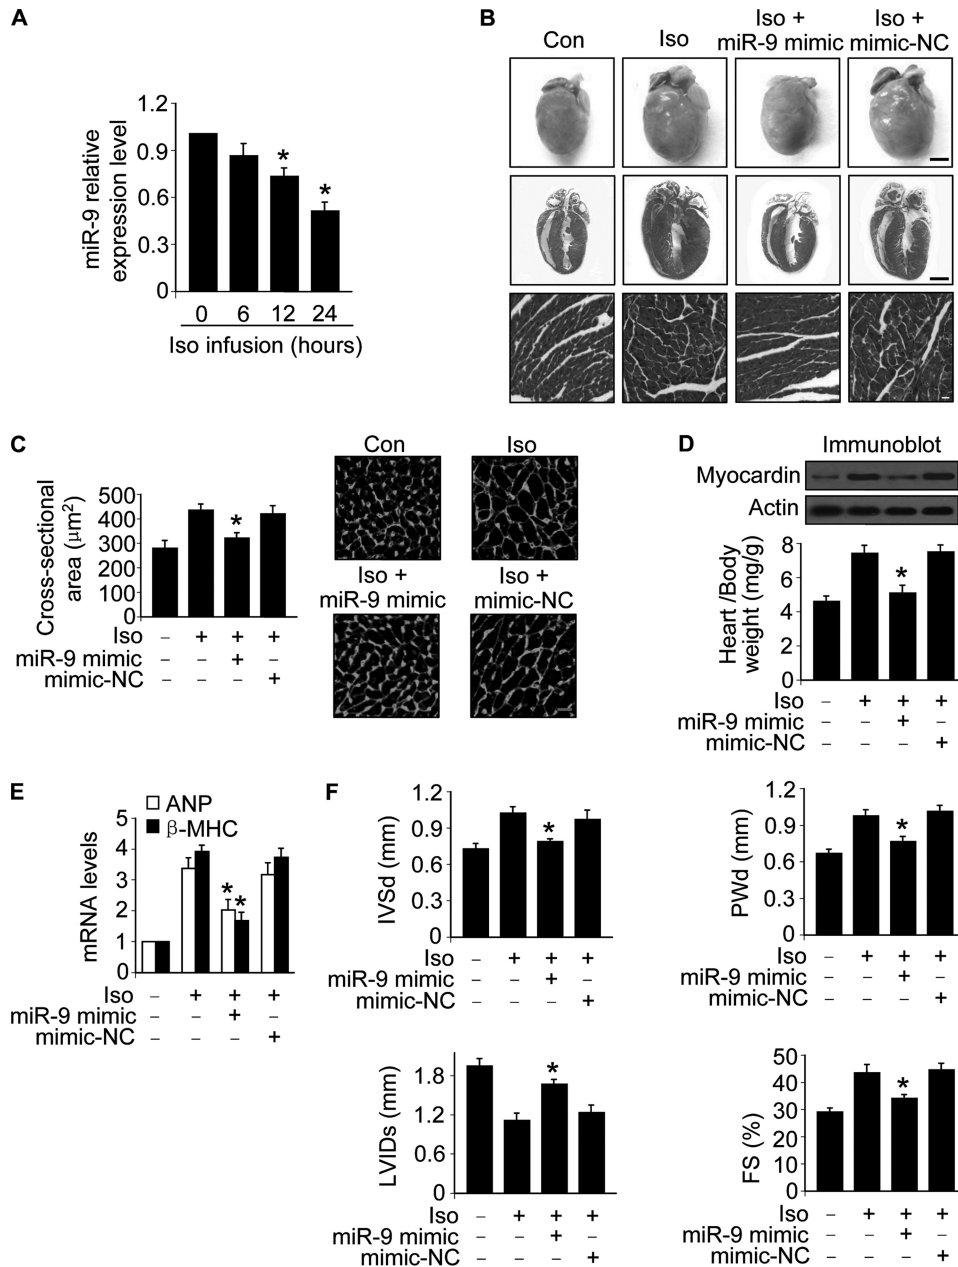 A
miR-9 relative
expression level
1.2
0.9
0.6
0.3
0
*
*
0 6 12 24
Iso infusion (hours)
B
Con
Iso
Iso +
miR-9 mimic
Iso +
mimic-NC
C
Cross-sectional
area (μm2)
500
400
300
200
100
0
*
Iso – + + +
miR-9 mimic – – + –
mimic-NC – – – +
Con
Iso
Iso +
miR-9 mimic
Iso +
mimic-NC
D
Immunoblot
Myocardin
Actin
Heart /Body
weight (mg/g)
8
6
4
2
0
*
Iso – + + +
miR-9 mimic – – + –
mimic-NC – – – +
E
ANP
β-MHC
mRNA levels
5
4
3
2
1
0
*
*
Iso – + + +
miR-9 mimic – – + –
mimic-NC – – – +
F
IVSd (mm)
1.2
0.9
0.6
0.3
0
*
Iso – + + +
miR-9 mimic – – + –
mimic-NC – – – +
PWd (mm)
1.2
0.9
0.6
0.3
0
*
Iso – + + +
miR-9 mimic – – + –
mimic-NC – – – +
LVIDs (mm)
1.8
1.2
0.6
0
*
Iso – + + +
miR-9 mimic – – + –
mimic-NC – – – +
FS (%)
50
40
30
20
10
0
*
Iso – + + +
miR-9 mimic – – + –
mimic-NC – – – +